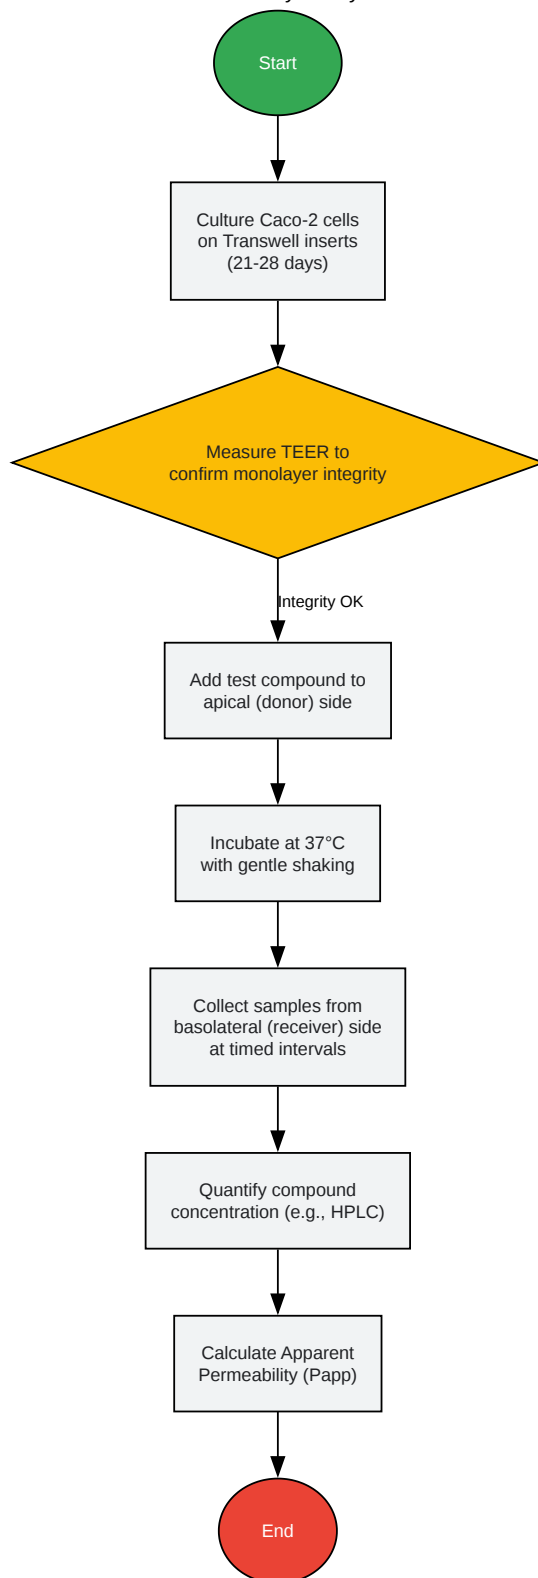 Start
Culture Caco-2 cells
on Transwell inserts
(21-28 days)
Measure TEER to
confirm monolayer integrity
Integrity OK
Add test compound to
apical (donor) side
Incubate at 37°C
with gentle shaking
Collect samples from
basolateral (receiver) side
at timed intervals
Quantify compound
concentration (e.g., HPLC)
Calculate Apparent
Permeability (Papp)
End